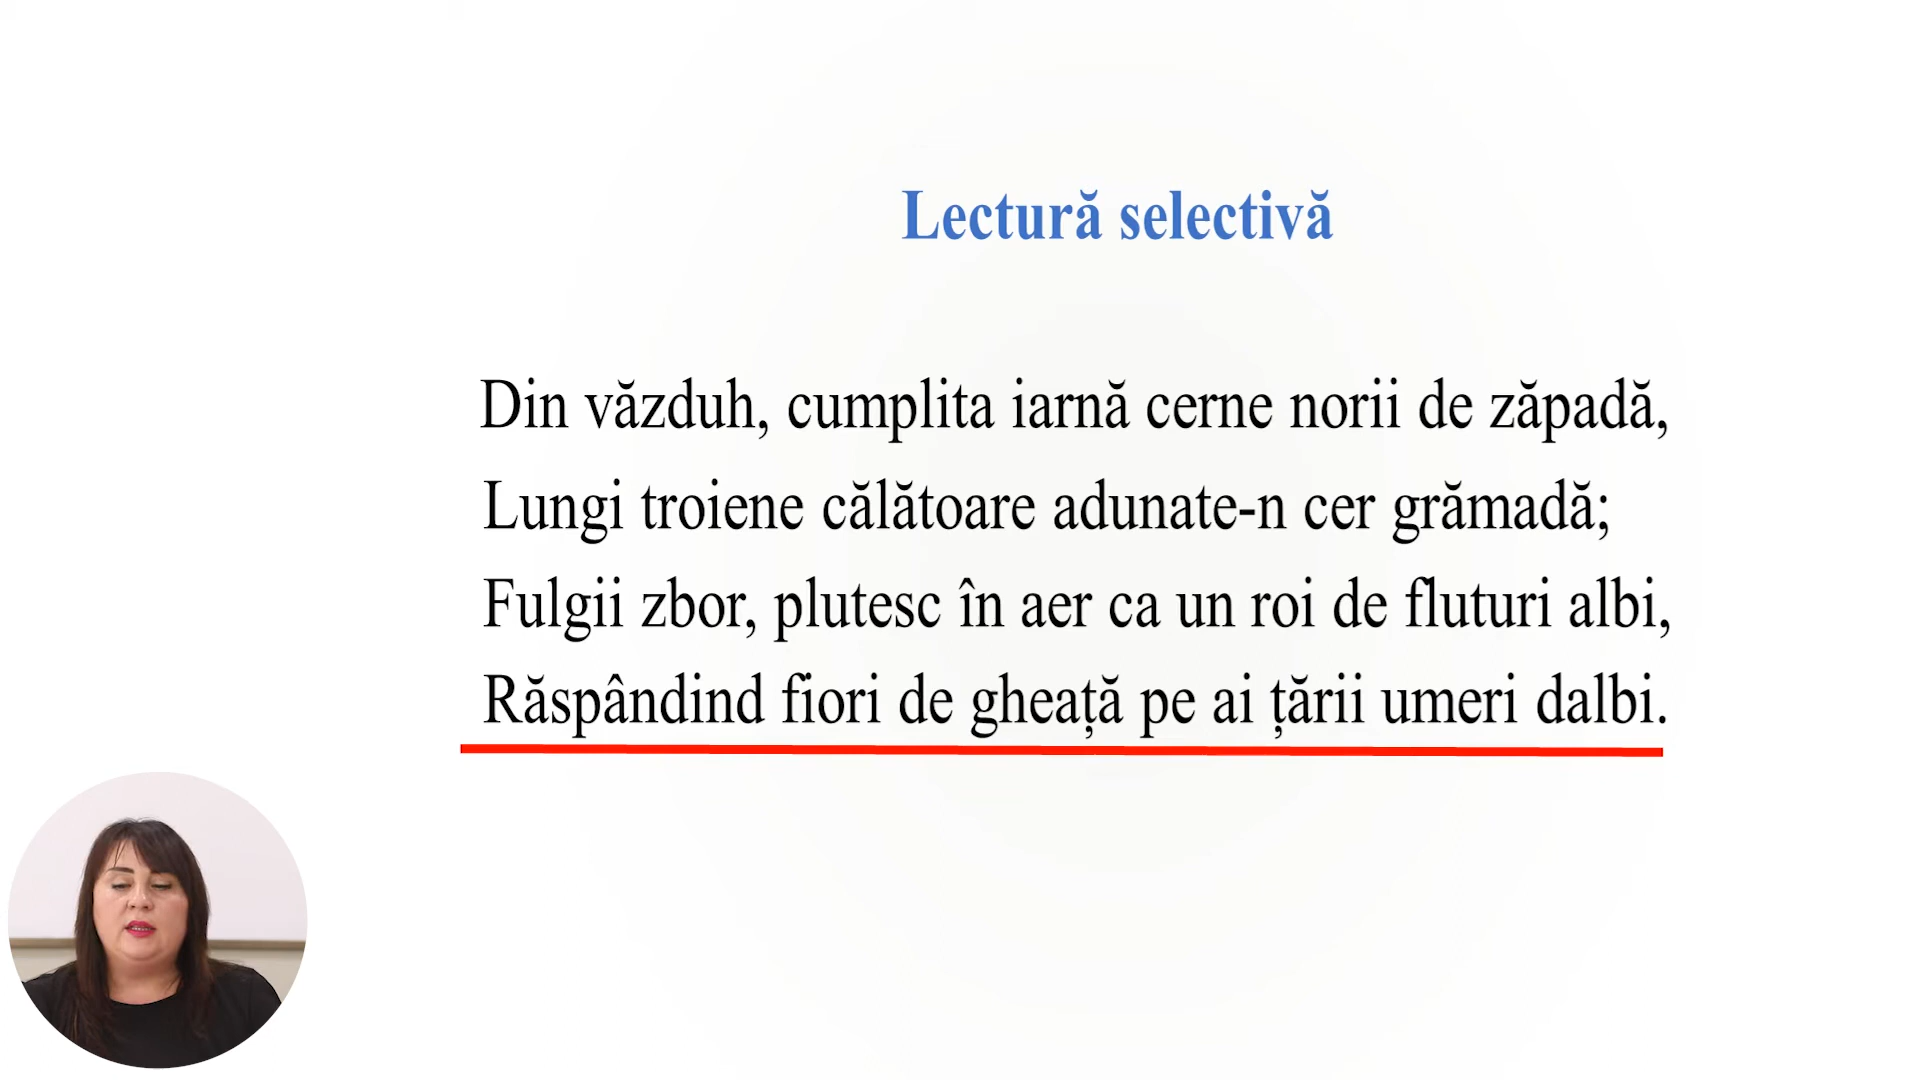 Lectură selectivă
Din văzduh, cumplita iarnă cerne norii de zăpadă,
Lungi troiene călătoare adunate-n cer grămadă;
Fulgii zbor, plutesc în aer ca un roi de fluturi albi,
Răspândind fiori de gheață pe ai țării umeri dalbi.